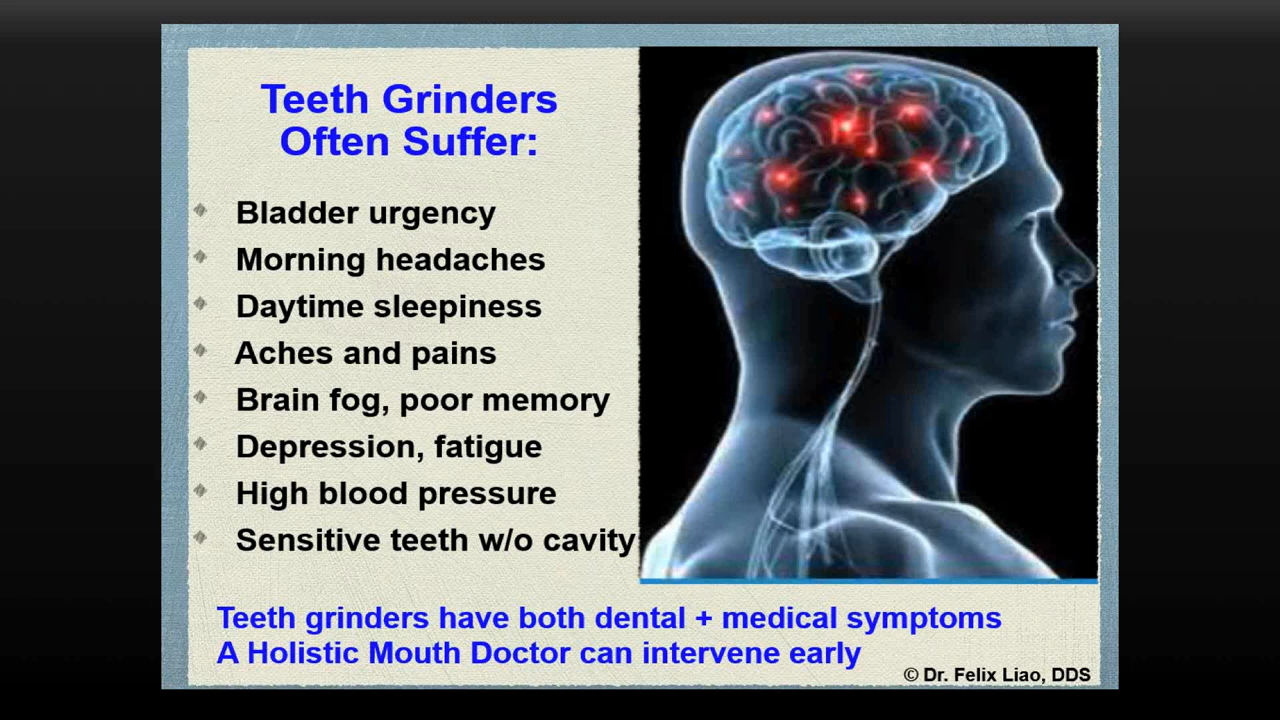 Teeth Grinders
Often Suffer:
Bladder urgency
Morning headaches
Daytime sleepiness
Aches and pains
Brain fog, poor memory
Depression, fatigue
High blood pressure
Sensitive teeth w/o cavity
Teeth grinders have both dental + medical symptoms
A Holistic Mouth Doctor can intervene early
© Dr. Felix Liao, DDS